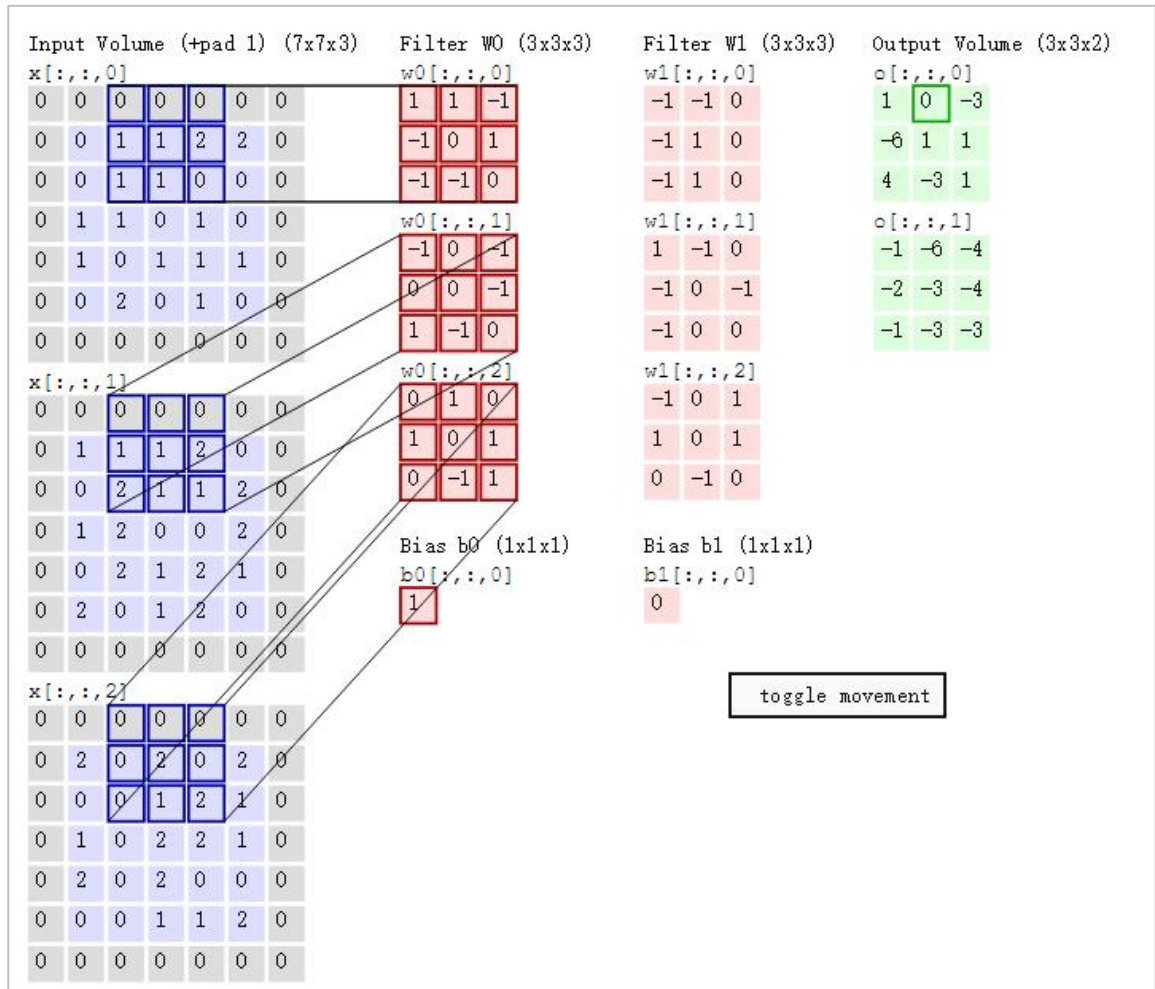 Input Volume (+pad 1) (7x7x3)
x[:,:,0]
0 0 0 0 0 0 0
0 0 1 1 2 2 0
0 0 1 1 0 0 0
0 1 1 0 1 0 0
0 1 0 1 1 1 0
0 0 2 0 1 0 0
0 0 0 0 0 0 0
x[:,:,1]
0 0 0 0 0 0 0
0 1 1 1 2 0 0
0 0 2 1 1 2 0
0 1 2 0 0 2 0
0 0 2 1 2 1 0
0 2 0 1 2 0 0
0 0 0 0 0 0 0
x[:,:,2]
0 0 0 0 0 0 0
0 2 0 2 0 2 0
0 0 0 1 2 1 0
0 1 0 2 2 1 0
0 2 0 2 0 0 0
0 0 0 1 1 2 0
0 0 0 0 0 0 0
Filter W0 (3x3x3)
w0[:,:,0]
1 1 -1
-1 0 1
-1 -1 0
w0[:,:,1]
-1 0 -1
0 0 -1
1 -1 0
w0[:,:,2]
0 1 0
1 0 1
0 -1 1
Bias b0 (1x1x1)
b0[:,:,0]
1
Filter W1 (3x3x3)
w1[:,:,0]
-1 -1 0
-1 1 0
-1 1 0
w1[:,:,1]
1 -1 0
-1 0 -1
-1 0 0
w1[:,:,2]
-1 0 1
1 0 1
0 -1 0
Bias b1 (1x1x1)
b1[:,:,0]
0
Output Volume (3x3x2)
o[:,:,0]
1 0 -3
-6 1 1
4 -3 1
o[:,:,1]
-1 -6 -4
-2 -3 -4
-1 -3 -3
toggle movement